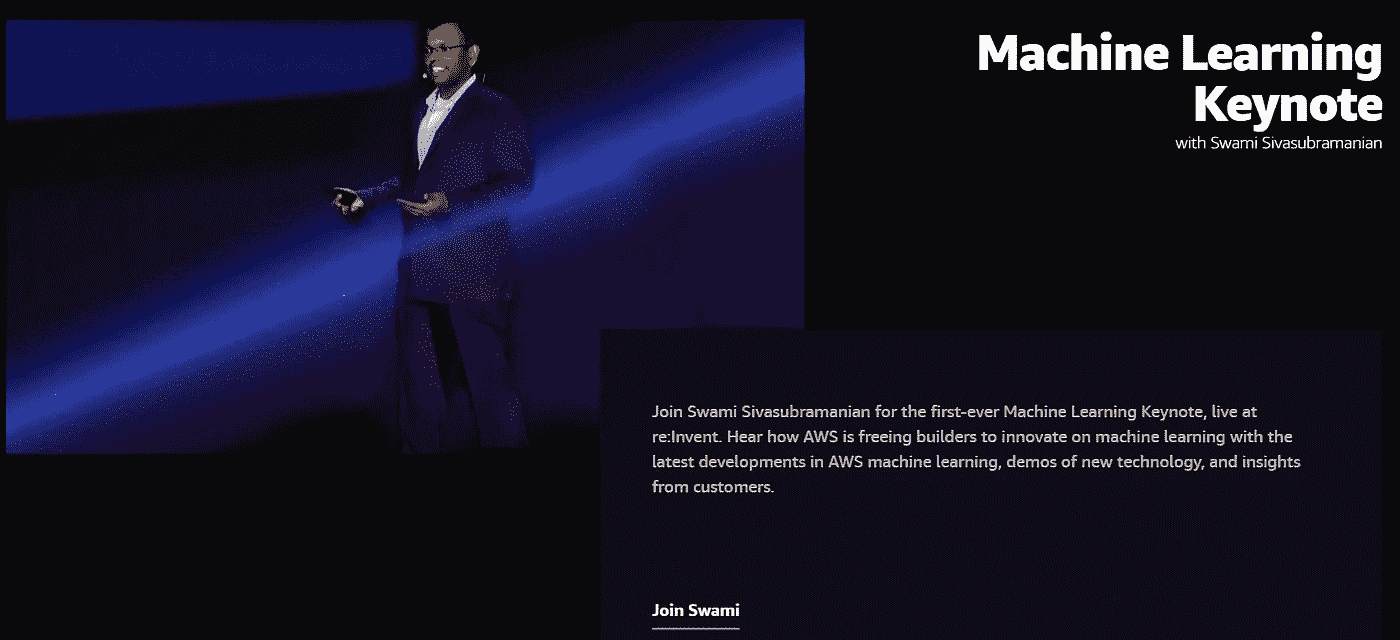 Machine Learning
Keynote
with Swami Sivasubramanian
Join Swami Sivasubramanian for the first-ever Machine Learning Keynote, live at
re:Invent. Hear how AWS is freeing builders to innovate on machine learning with the
latest developments in AWS machine learning, demos of new technology, and insights
from customers.
Join Swami